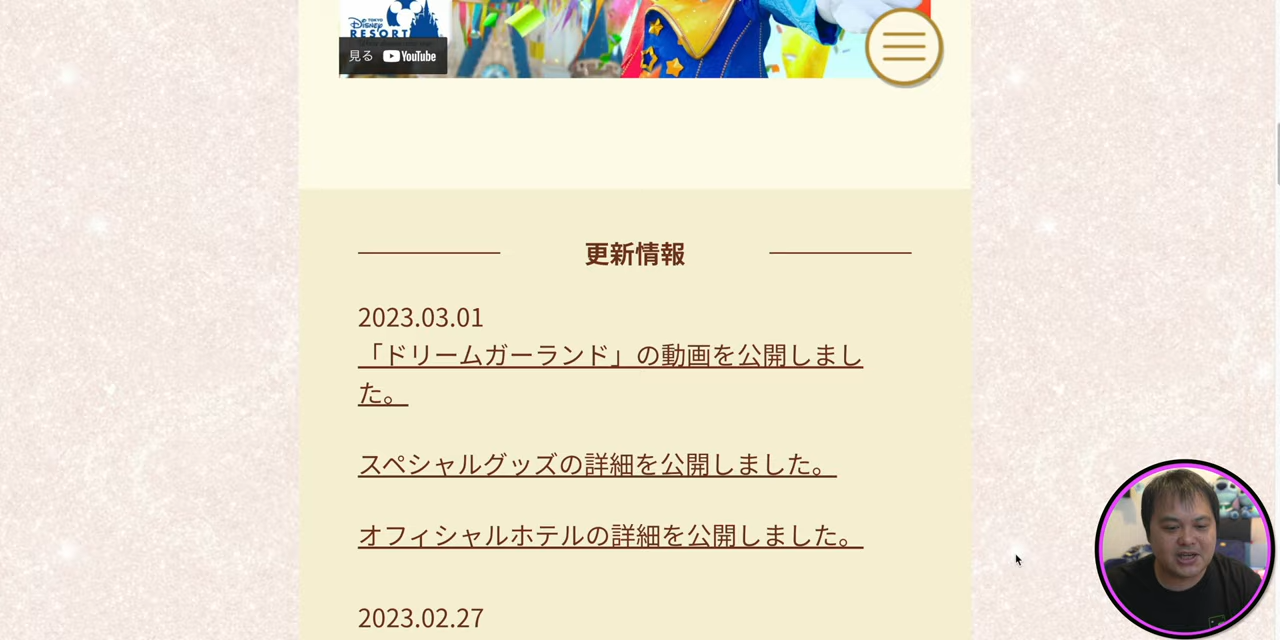 TOKYO
Disney
RESORT
見る YouTube
更新情報
2023.03.01
「ドリームガーランド」の動画を公開しまし
た。
スペシャルグッズの詳細を公開しました。
オフィシャルホテルの詳細を公開しました。
2023.02.27